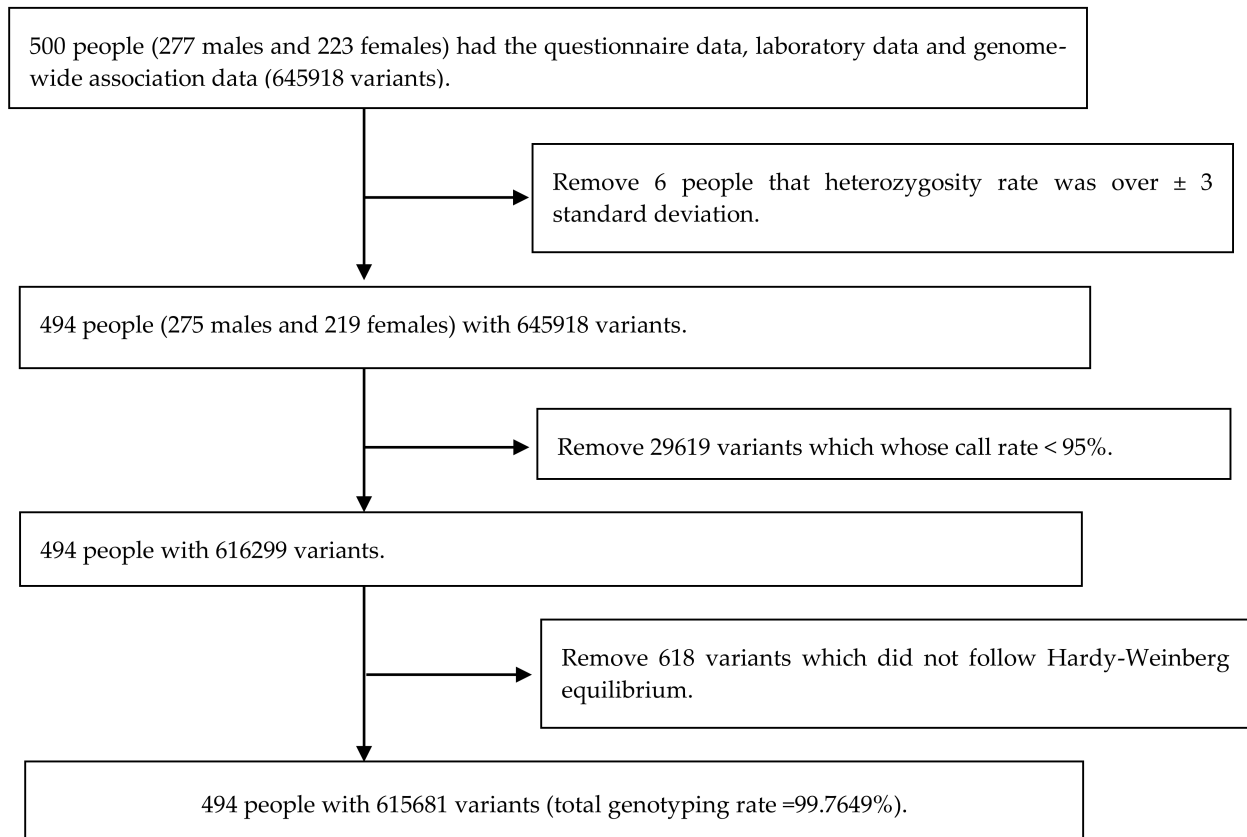 500 people (277 males and 223 females) had the questionnaire data, laboratory data and genome-
wide association data (645918 variants).
Remove 6 people that heterozygosity rate was over ± 3
standard deviation.
494 people (275 males and 219 females) with 645918 variants.
Remove 29619 variants which whose call rate < 95%.
494 people with 616299 variants.
Remove 618 variants which did not follow Hardy-Weinberg
equilibrium.
494 people with 615681 variants (total genotyping rate =99.7649%).